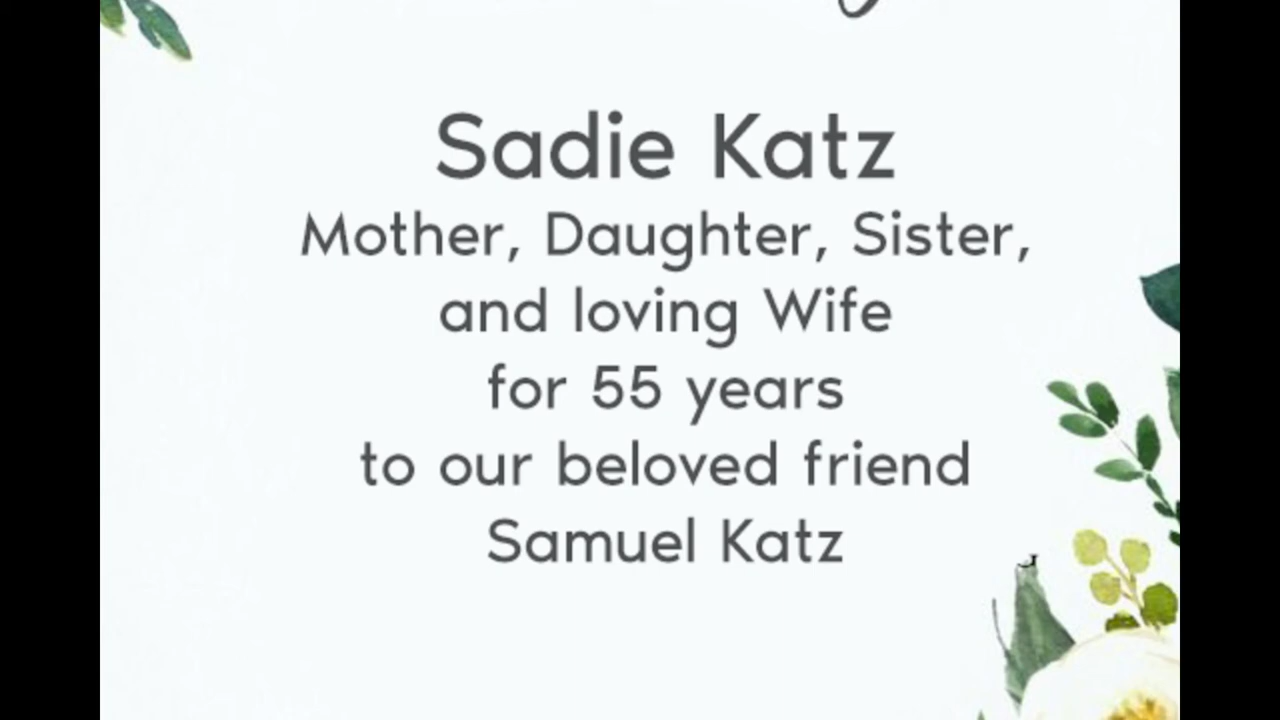 Sadie Katz
Mother, Daughter, Sister,
and loving Wife
for 55 years
to our beloved friend
Samuel Katz